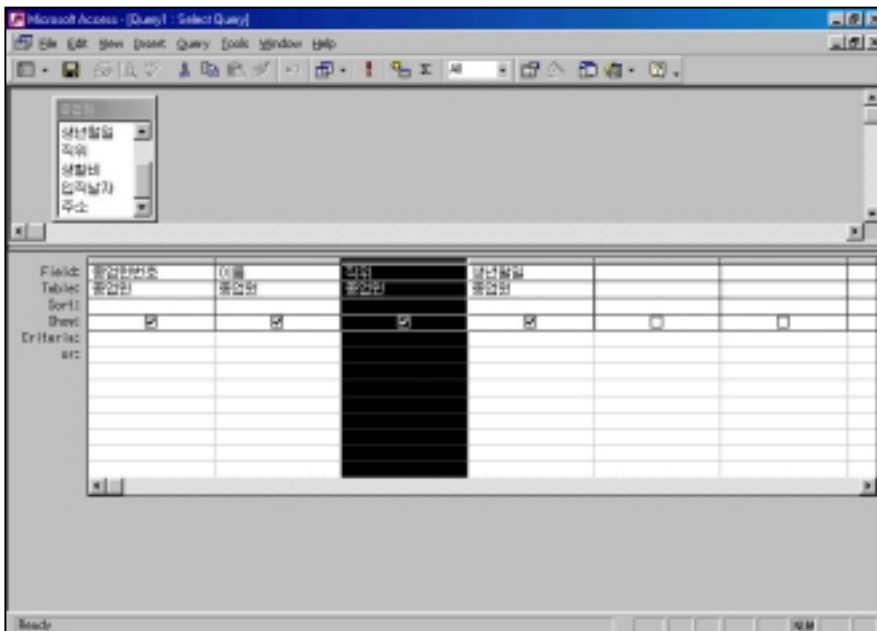 Microsoft Access - [Query1 : Select Query]
File Edit View Insert Query Tools Window Help
All
종업원
생년월일
직위
생활비
입직날자
주소
Field: 종업원번호 이름 직위 생년월일
Table: 종업원 종업원 종업원 종업원
Sort:
Show:
Criteria:
or:
Ready
NUM